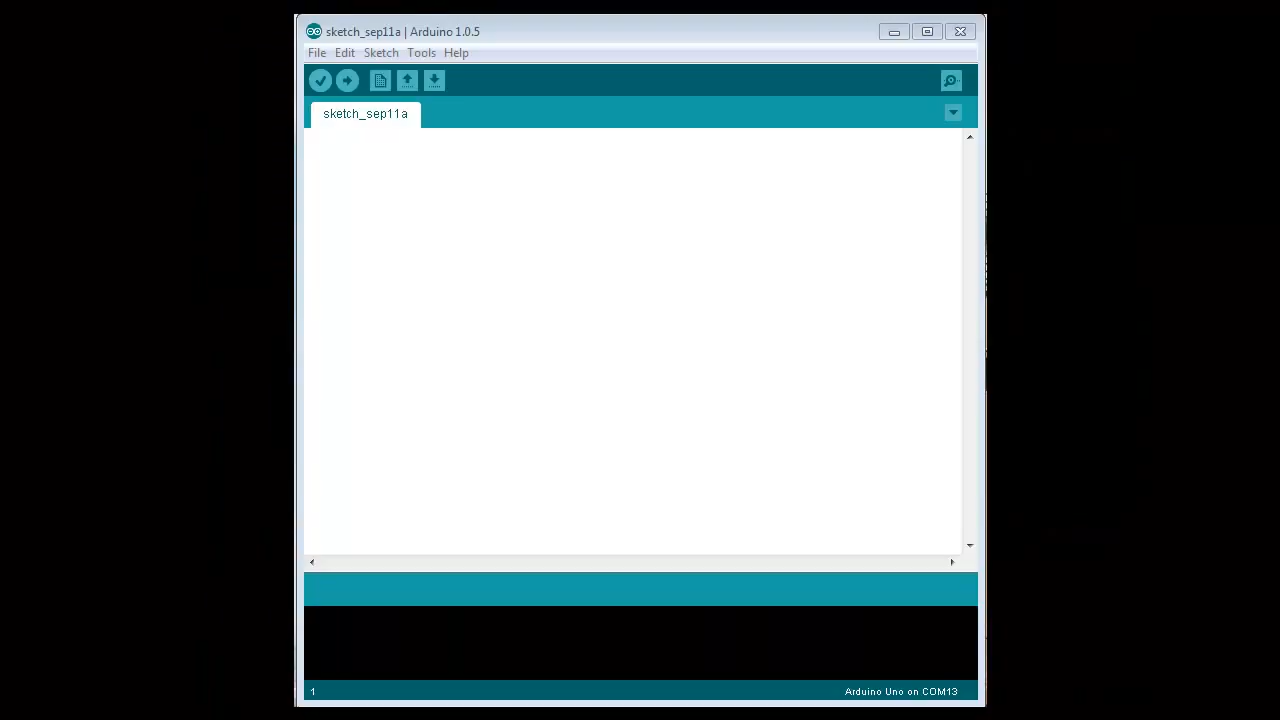 sketch_sep11a | Arduino 1.0.5
File Edit Sketch Tools Help
sketch_sep11a
1
Arduino Uno on COM13